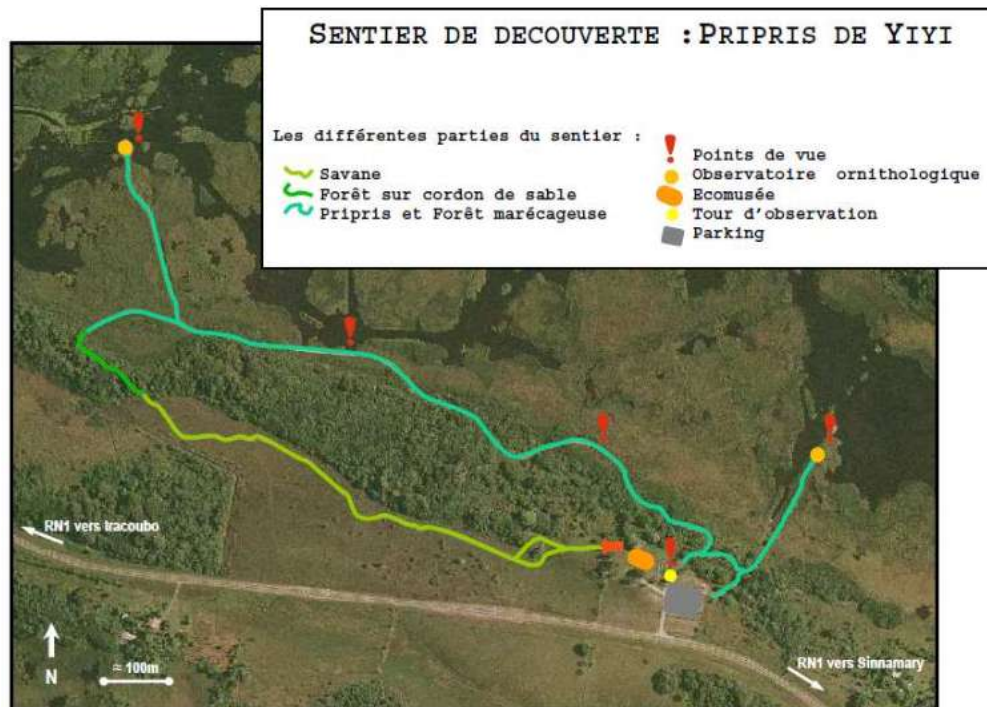 SENTIER DE DECOUVERTE : PRIPRIS DE YIYI
Les différentes parties du sentier :
Savane
Forêt sur cordon de sable
Pripris et Forêt marécageuse
Points de vue
Observatoire ornithologique
Ecomusée
Tour d'observation
Parking
RN1 vers Iracoubo
N
≈ 100m
RN1 vers Sinnamary